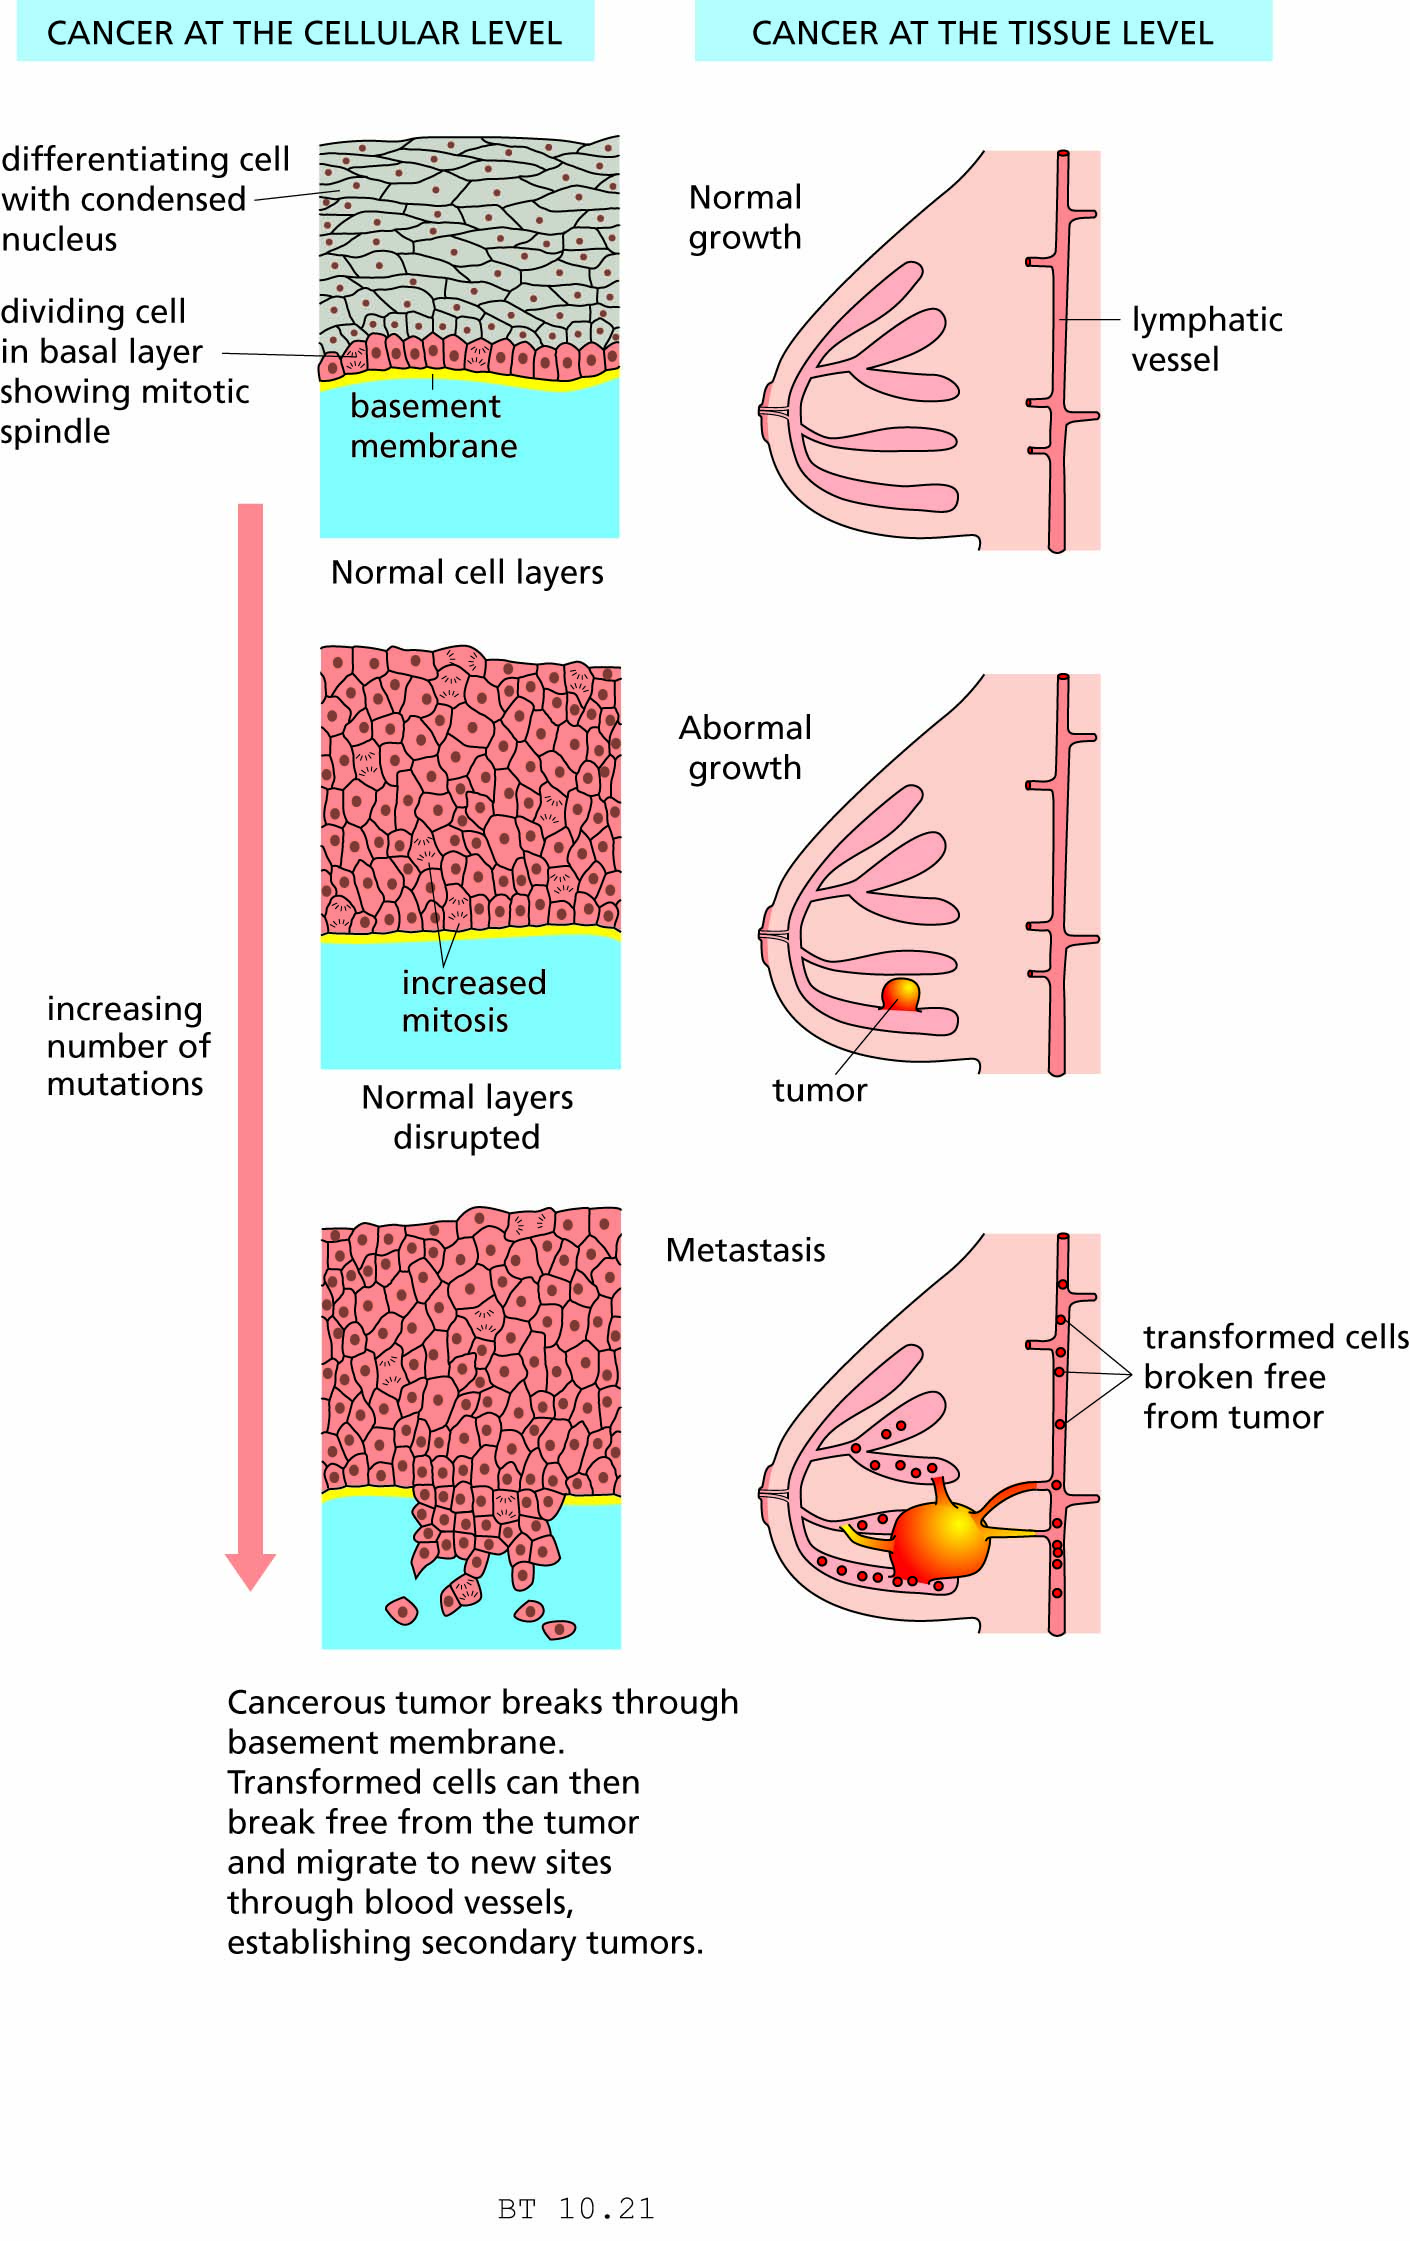 CANCER AT THE CELLULAR LEVEL
CANCER AT THE TISSUE LEVEL
differentiating cell
with condensed
nucleus
dividing cell
in basal layer
showing mitotic
spindle
basement
membrane
Normal cell layers
Normal
growth
lymphatic
vessel
increasing
number of
mutations
increased
mitosis
Normal layers
disrupted
Abormal
growth
tumor
Metastasis
transformed cells
broken free
from tumor
Cancerous tumor breaks through
basement membrane.
Transformed cells can then
break free from the tumor
and migrate to new sites
through blood vessels,
establishing secondary tumors.
BT 10.21